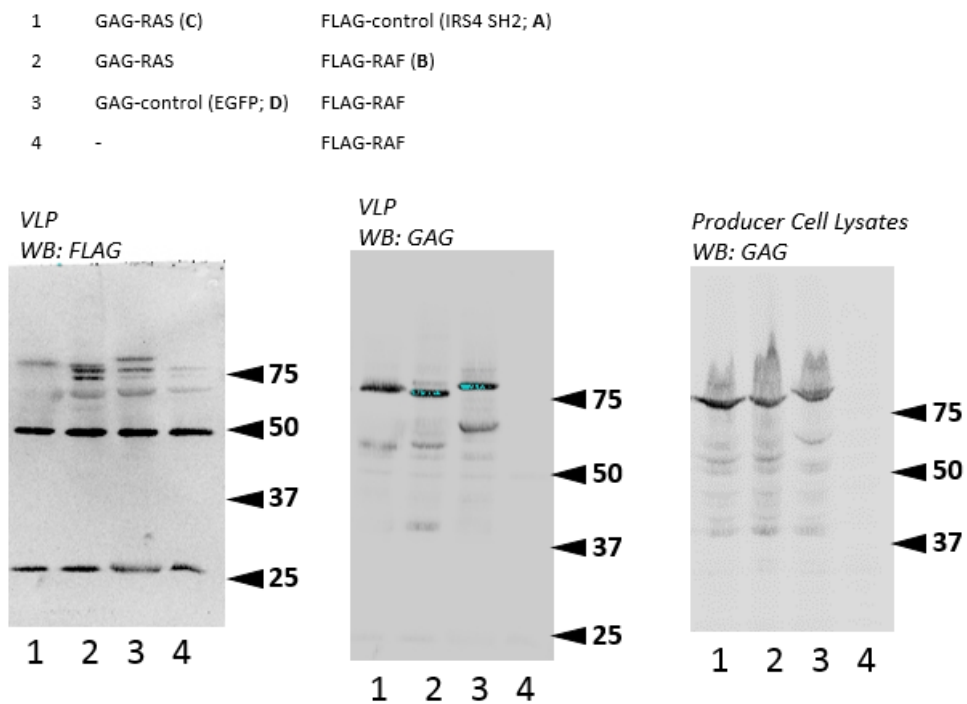 1 GAG-RAS (C) FLAG-control (IRS4 SH2; A)
2 GAG-RAS FLAG-RAF (B)
3 GAG-control (EGFP; D) FLAG-RAF
4 - FLAG-RAF
VLP
WB: FLAG
75
50
37
25
1 2 3 4
VLP
WB: GAG
75
50
37
25
1 2 3 4
Producer Cell Lysates
WB: GAG
75
50
37
1 2 3 4